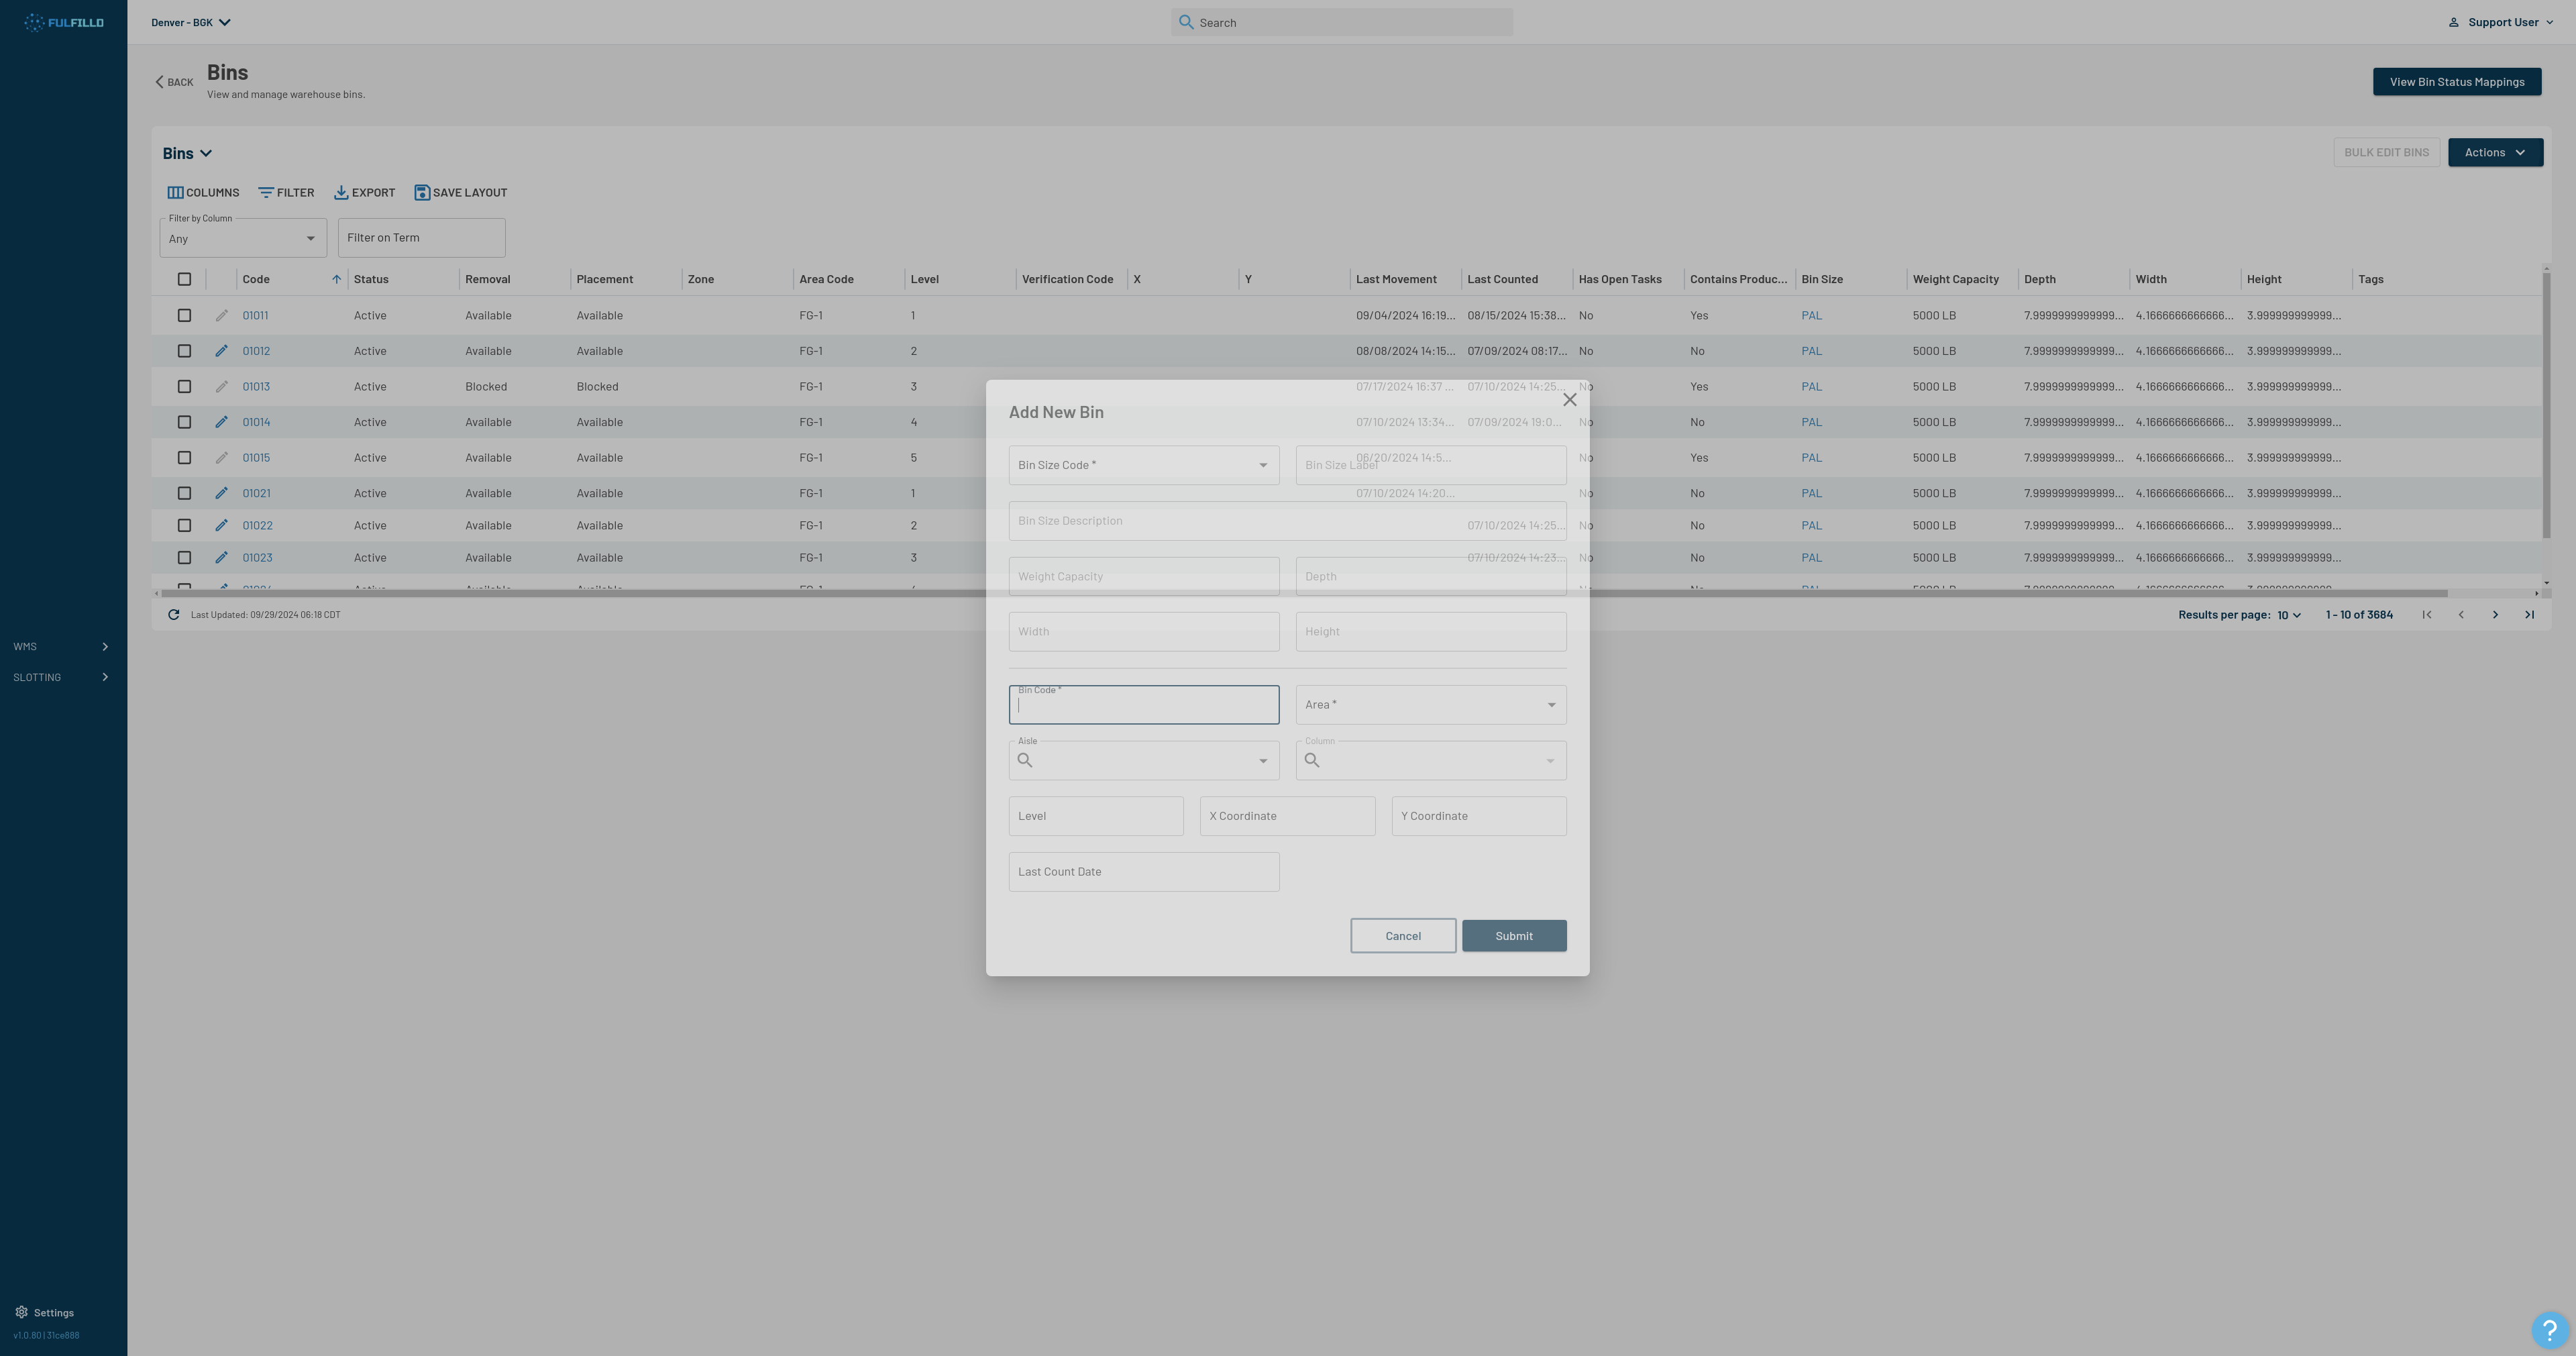 FULFILLD
Denver - BGK
Search
Support User
BACK
Bins
View and manage warehouse bins.
View Bin Status Mappings
Bins
BULK EDIT BINS
Actions
COLUMNS FILTER EXPORT SAVE LAYOUT
Filter by Column
Any
Filter on Term
Code Status Removal Placement Zone Area Code Level Verification Code X Y Last Movement Last Counted Has Open Tasks Contains Produc... Bin Size Weight Capacity Depth Width Height Tags
01011 Active Available Available FG-1 1 09/04/2024 16:19... 08/15/2024 15:38... No Yes PAL 5000 LB 7.9999999999999... 4.1666666666666... 3.999999999999...
01012 Active Available Available FG-1 2 08/08/2024 14:15... 07/09/2024 08:17... No No PAL 5000 LB 7.9999999999999... 4.1666666666666... 3.999999999999...
01013 Active Blocked Blocked FG-1 3 07/17/2024 16:37 ... 07/10/2024 14:25... No Yes PAL 5000 LB 7.9999999999999... 4.1666666666666... 3.999999999999...
01014 Active Available Available FG-1 4 07/10/2024 13:34... 07/09/2024 19:0... No No PAL 5000 LB 7.9999999999999... 4.1666666666666... 3.999999999999...
01015 Active Available Available FG-1 5 06/20/2024 14:5... No Yes PAL 5000 LB 7.9999999999999... 4.1666666666666... 3.999999999999...
01021 Active Available Available FG-1 1 07/10/2024 14:20... No No PAL 5000 LB 7.9999999999999... 4.1666666666666... 3.999999999999...
01022 Active Available Available FG-1 2 07/10/2024 14:25... No No PAL 5000 LB 7.9999999999999... 4.1666666666666... 3.999999999999...
01023 Active Available Available FG-1 3 07/10/2024 14:23... No No PAL 5000 LB 7.9999999999999... 4.1666666666666... 3.999999999999...
Last Updated: 09/29/2024 06:18 CDT
Results per page: 10
1 - 10 of 3684
Add New Bin
Bin Size Code *
Bin Size Label
Bin Size Description
Weight Capacity
Depth
Width
Height
Bin Code *
Area *
Aisle
Column
Level
X Coordinate
Y Coordinate
Last Count Date
Cancel
Submit
WMS
SLOTTING
Settings
v1.0.80 | 31ce888
?